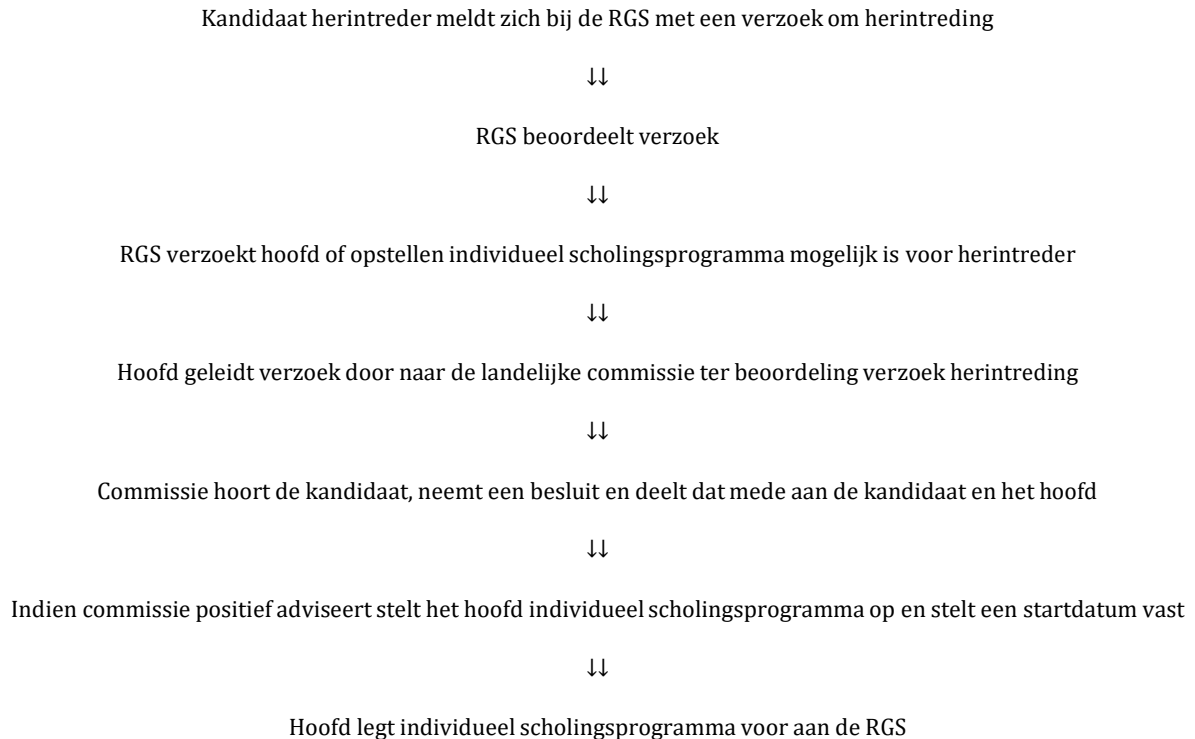 Kandidaat herintreder meldt zich bij de RGS met een verzoek om herintreding
↓↓
RGS beoordeelt verzoek
↓↓
RGS verzoekt hoofd of opstellen individueel scholingsprogramma mogelijk is voor herintreder
↓↓
Hoofd geleidt verzoek door naar de landelijke commissie ter beoordeling verzoek herintreding
↓↓
Commissie hoort de kandidaat, neemt een besluit en deelt dat mede aan de kandidaat en het hoofd
↓↓
Indien commissie positief adviseert stelt het hoofd individueel scholingsprogramma op en stelt een startdatum vast
↓↓
Hoofd legt individueel scholingsprogramma voor aan de RGS